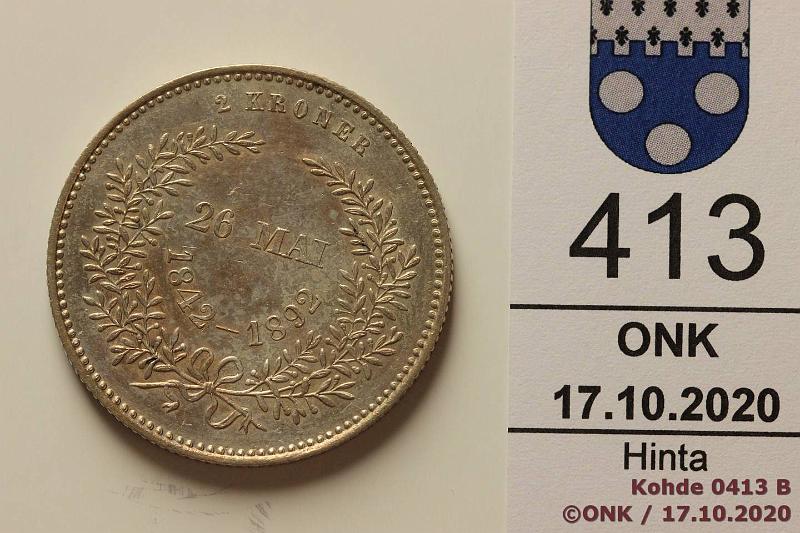 2 KRONER
26 MAI
1842-1892
413
ONK
17.10.2020
Hinta
Kohde 0413 B
©ONK / 17.10.2020